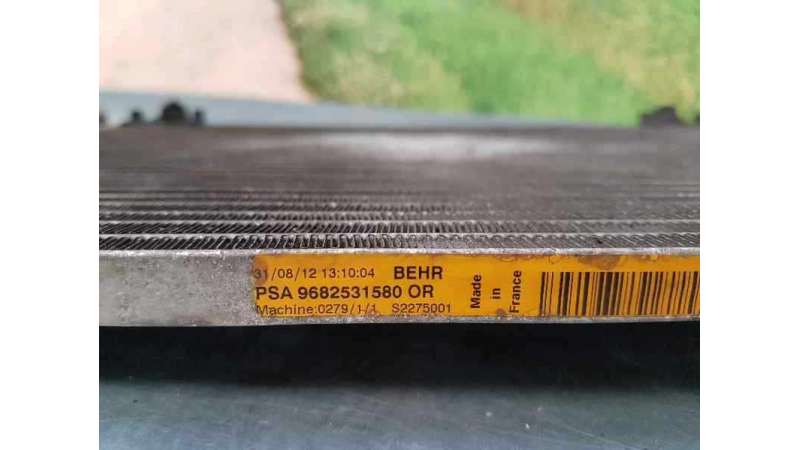 31/08/12 13:10:04 BEHR
PSA 9682531580 OR
Machine:0279/1/1 S2275001
Made
in
France